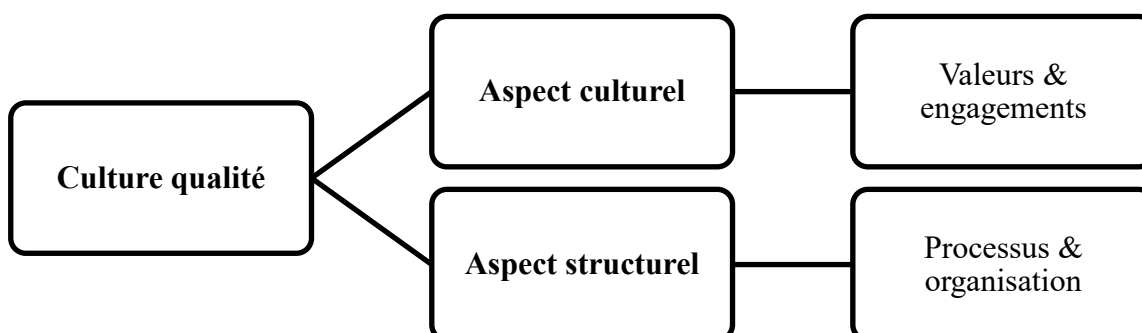 Culture qualité
Aspect culturel
Valeurs &
engagements
Aspect structurel
Processus &
organisation